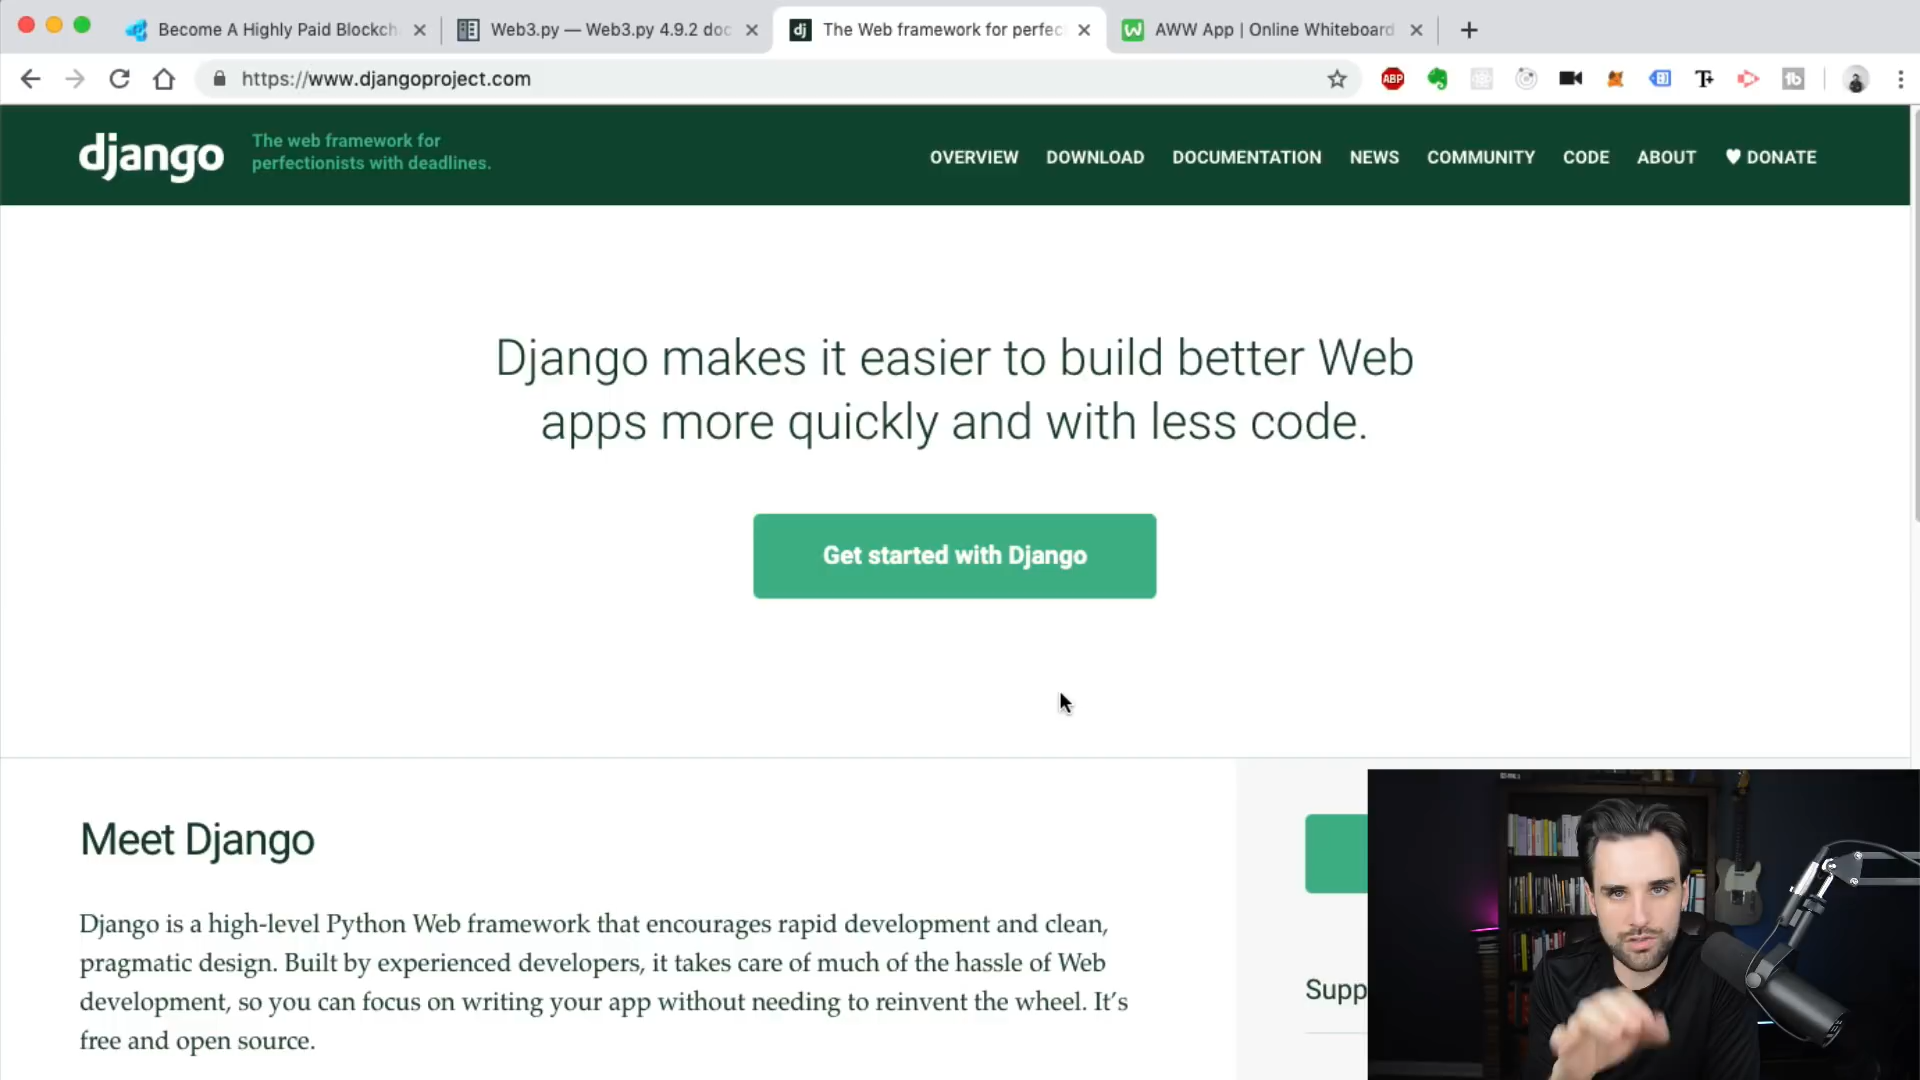 Become A Highly Paid Blockch
Web3.py — Web3.py 4.9.2 doc
dj
The Web framework for perfec
AWW App | Online Whiteboard
https://www.djangoproject.com
ABP
django
The web framework for
perfectionists with deadlines.
OVERVIEW
DOWNLOAD
DOCUMENTATION
NEWS
COMMUNITY
CODE
ABOUT
DONATE
Django makes it easier to build better Web
apps more quickly and with less code.
Get started with Django
Meet Django
Django is a high-level Python Web framework that encourages rapid development and clean,
pragmatic design. Built by experienced developers, it takes care of much of the hassle of Web
development, so you can focus on writing your app without needing to reinvent the wheel. It’s
free and open source.
Supp